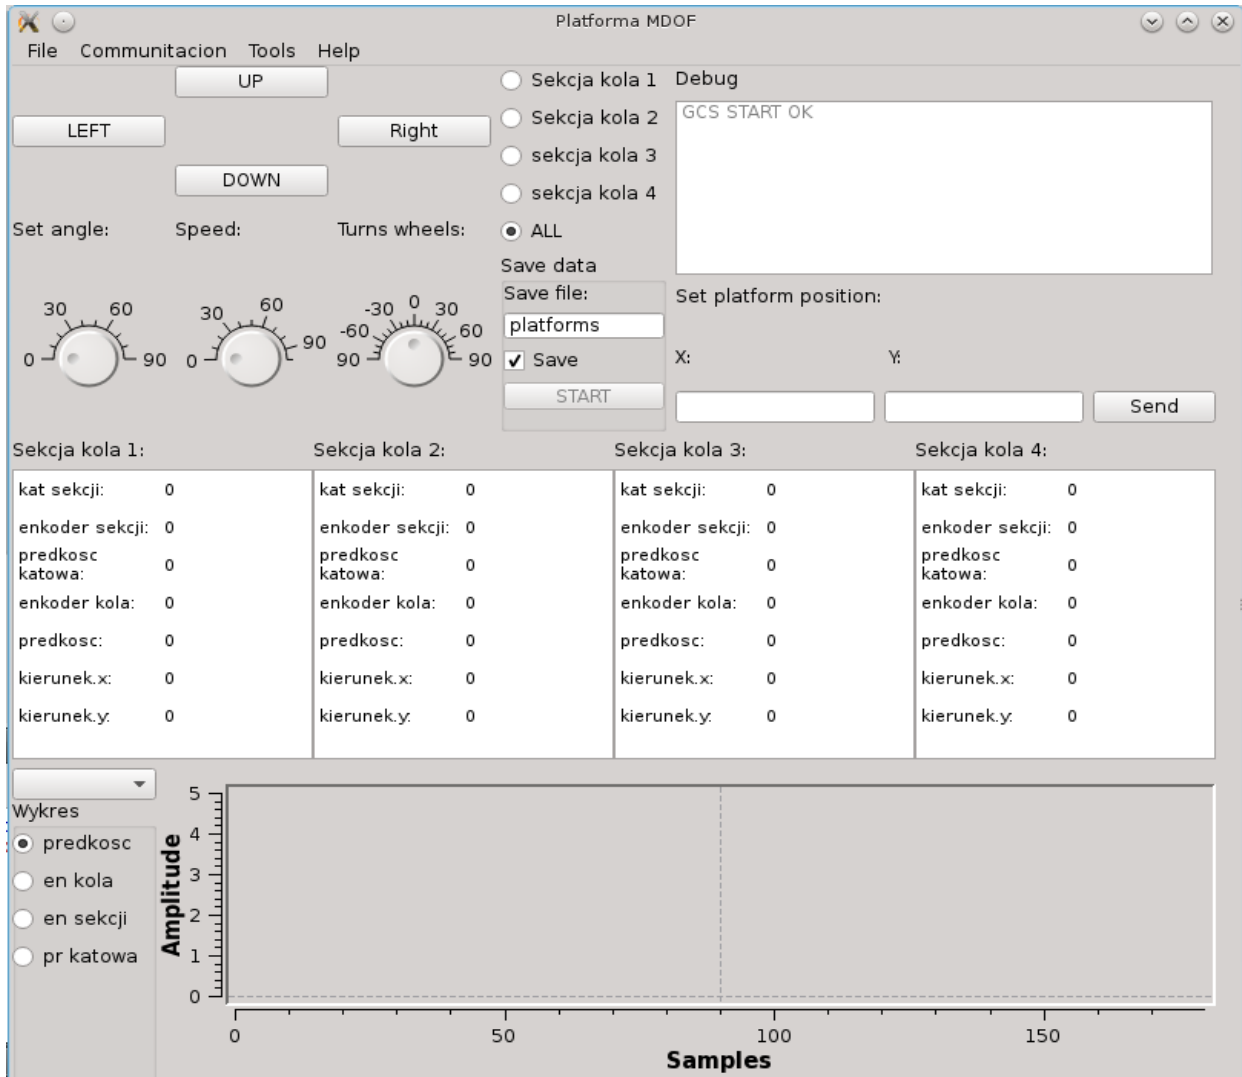 Platforma MDOF
File Communitacion Tools Help
UP
LEFT Right
DOWN
Sekcja kola 1
Sekcja kola 2
sekcja kola 3
sekcja kola 4
ALL
Debug
GCS START OK
Set angle: Speed: Turns wheels:
0 30 60 90
0 30 60 90
90 -60 -30 0 30 60 90
Save data
Save file:
platforms
Save
START
Set platform position:
X: Y:
Send
Sekcja kola 1:
kat sekcji: 0
enkoder sekcji: 0
predkosc
katowa: 0
enkoder kola: 0
predkosc: 0
kierunek.x: 0
kierunek.y: 0
Sekcja kola 2:
kat sekcji: 0
enkoder sekcji: 0
predkosc
katowa: 0
enkoder kola: 0
predkosc: 0
kierunek.x: 0
kierunek.y: 0
Sekcja kola 3:
kat sekcji: 0
enkoder sekcji: 0
predkosc
katowa: 0
enkoder kola: 0
predkosc: 0
kierunek.x: 0
kierunek.y: 0
Sekcja kola 4:
kat sekcji: 0
enkoder sekcji: 0
predkosc
katowa: 0
enkoder kola: 0
predkosc: 0
kierunek.x: 0
kierunek.y: 0
Wykres
predkosc
en kola
en sekcji
pr katowa
Amplitude
5
4
3
2
1
0
0 50 100 150
Samples